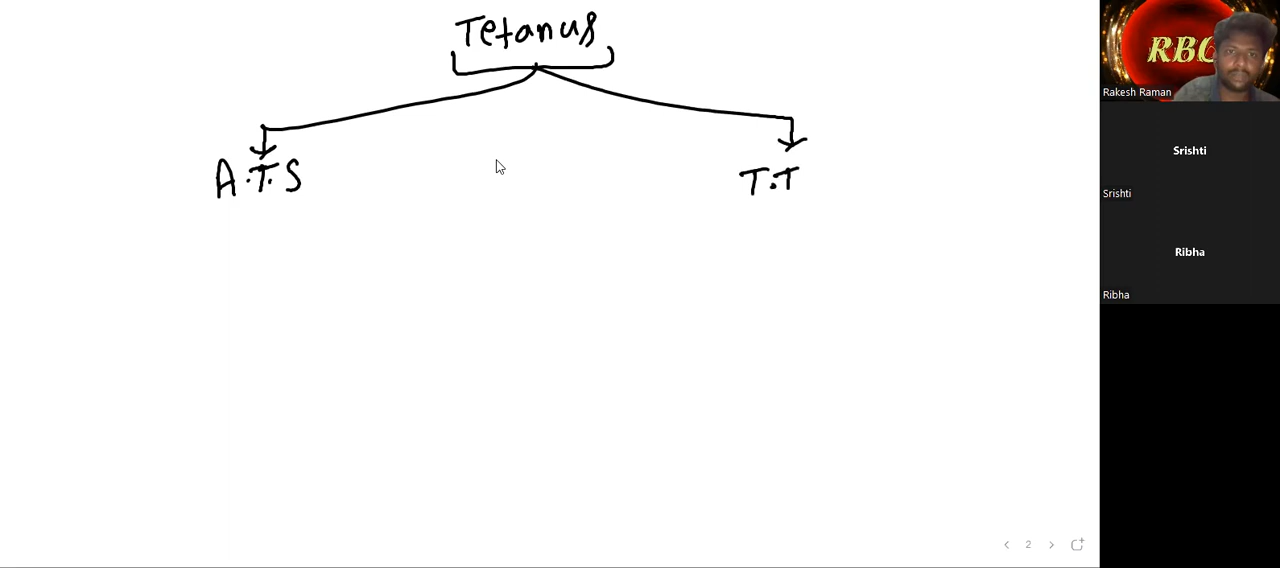 Tetanus
A.T.S
T.T
RBC
Rakesh Raman
Srishti
Srishti
Ribha
Ribha
2